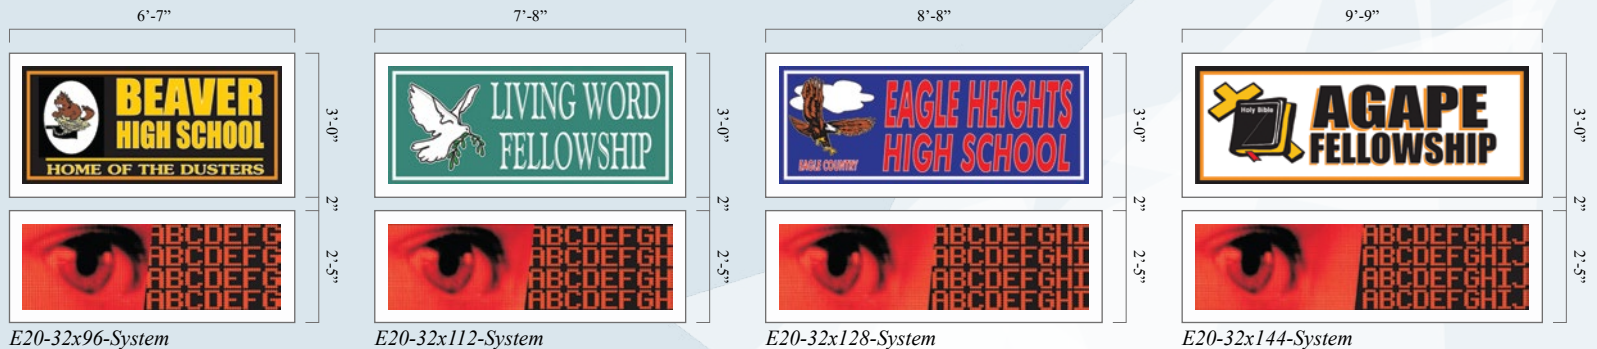 6’-7”
7’-8”
8’-8”
9’-9”
BEAVER
HIGH SCHOOL
HOME OF THE DUSTERS
3’-0”
LIVING WORD
FELLOWSHIP
3’-0”
EAGLE HEIGHTS
HIGH SCHOOL
EAGLE COUNTRY
3’-0”
Holy Bible
AGAPE
FELLOWSHIP
3’-0”
2”
2”
2”
2”
ABCDEFG
ABCDEFG
ABCDEFG
ABCDEFG
2’-5”
ABCDEFGH
ABCDEFGH
ABCDEFGH
ABCDEFGH
2’-5”
ABCDEFGHI
ABCDEFGHI
ABCDEFGHI
ABCDEFGHI
2’-5”
ABCDEFGHIJ
ABCDEFGHIJ
ABCDEFGHIJ
ABCDEFGHIJ
2’-5”
E20-32x96-System
E20-32x112-System
E20-32x128-System
E20-32x144-System